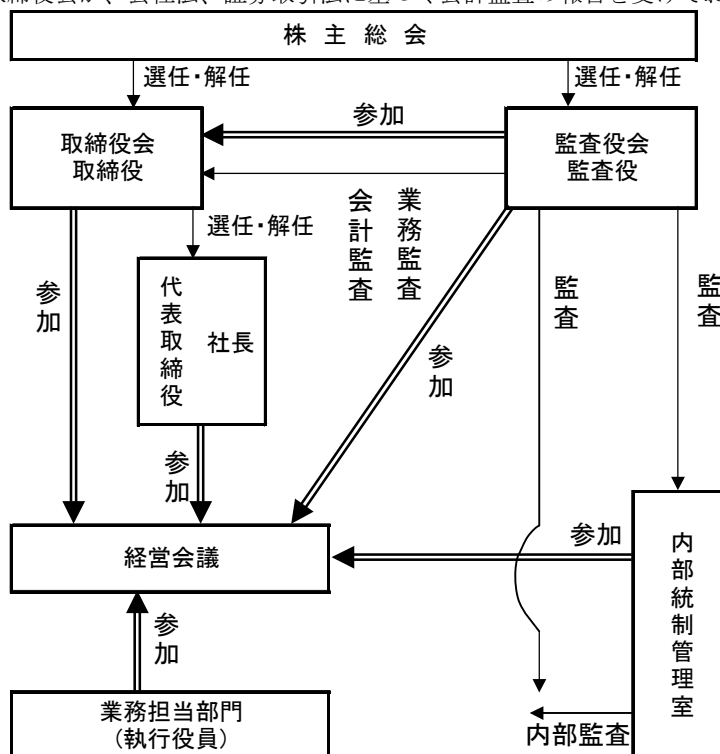 株主総会
選任・解任
選任・解任
取締役会
取締役
参加
監査役会
監査役
業務監査
会計監査
選任・解任
参加
代表取締役
社長
参加
監査
監査
参加
経営会議
参加
内部統制管理室
参加
業務担当部門
(執行役員)
内部監査